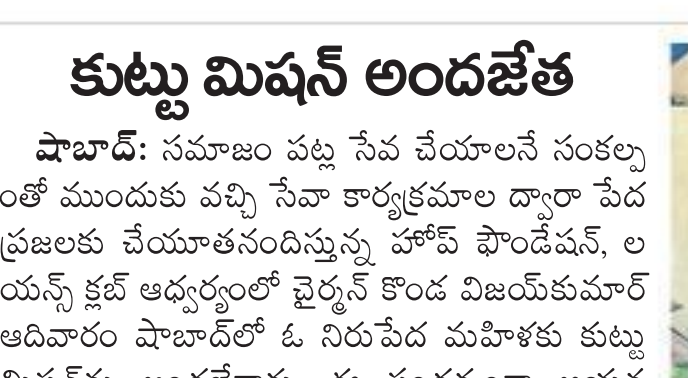 కుట్టు మిషన్ అందజేత
షాబాద్: సమాజం పట్ల సేవ చేయాలనే సంకల్ప
ంతో ముందుకు వచ్చి సేవా కార్యక్రమాల ద్వారా పేద
ప్రజలకు చేయూతనందిస్తున్న హోప్ ఫౌండేషన్, ల
యన్స్ క్లబ్ ఆధ్వర్యంలో చైర్మన్ కొండ విజయ్‌కుమార్
ఆదివారం షాబాద్‌లో ఓ నిరుపేద మహిళకు కుట్టు